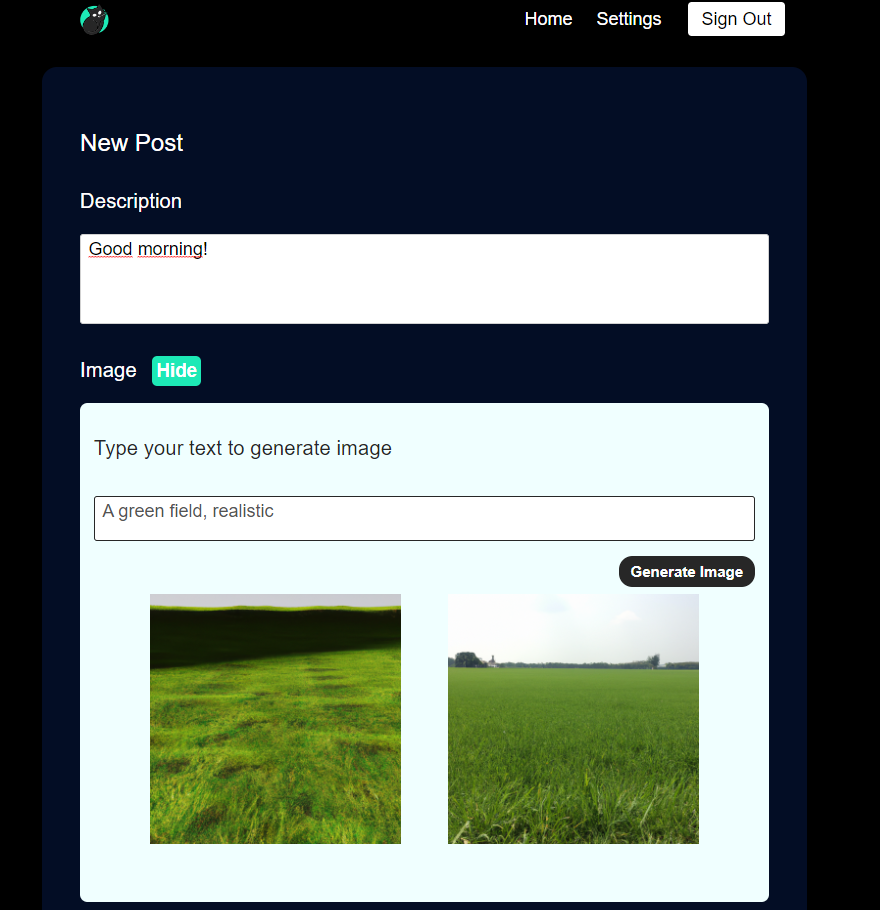 Home Settings Sign Out
New Post
Description
Good morning!
Image Hide
Type your text to generate image
A green field, realistic
Generate Image